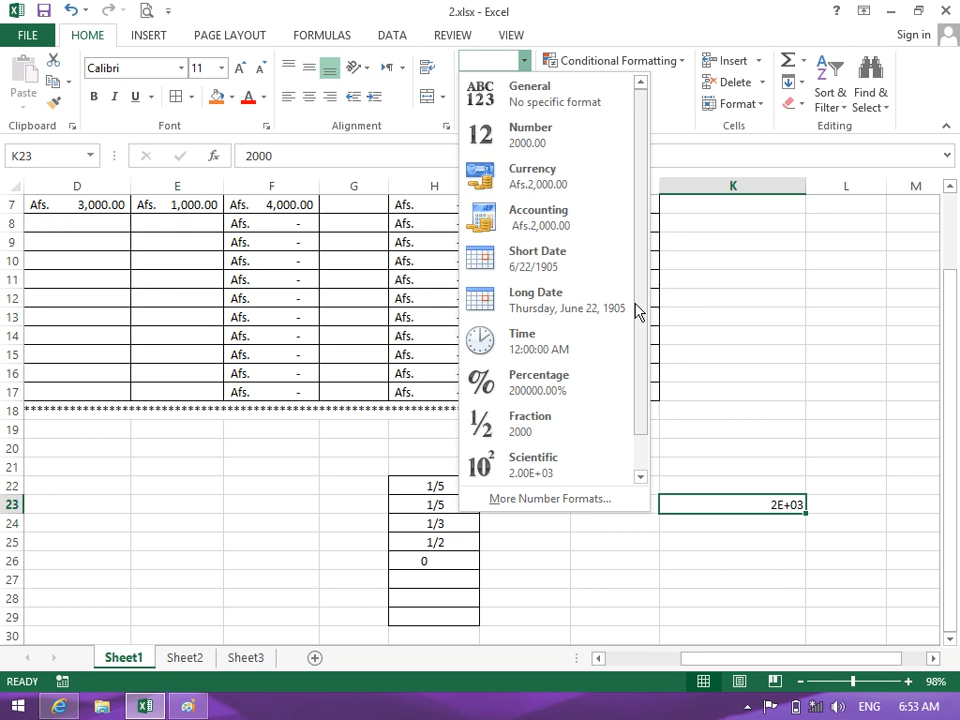 2.xlsx - Excel
Sign in
FILE HOME INSERT PAGE LAYOUT FORMULAS DATA REVIEW VIEW
Paste
Clipboard
Calibri 11
B I U
Font
Alignment
Conditional Formatting
Insert
Delete
Format
Cells
Sort & Filter
Find & Select
Editing
K23 2000
D E F G H K L M
7 Afs. 3,000.00 Afs. 1,000.00 Afs. 4,000.00 Afs. -
8 Afs. - Afs. -
9 Afs. - Afs. -
10 Afs. - Afs. -
11 Afs. - Afs. -
12 Afs. - Afs. -
13 Afs. - Afs. -
14 Afs. - Afs. -
15 Afs. - Afs. -
16 Afs. - Afs. -
17 Afs. - Afs. -
18
19
20
21
22 1/5
23 1/5 2E+03
24 1/3
25 1/2
26 0
27
28
29
30
ABC 123 General
No specific format
12 Number
2000.00
Currency
Afs.2,000.00
Accounting
Afs.2,000.00
Short Date
6/22/1905
Long Date
Thursday, June 22, 1905
Time
12:00:00 AM
% Percentage
200000.00%
1/2 Fraction
2000
10² Scientific
2.00E+03
More Number Formats...
Sheet1 Sheet2 Sheet3
READY
98%
ENG 6:53 AM